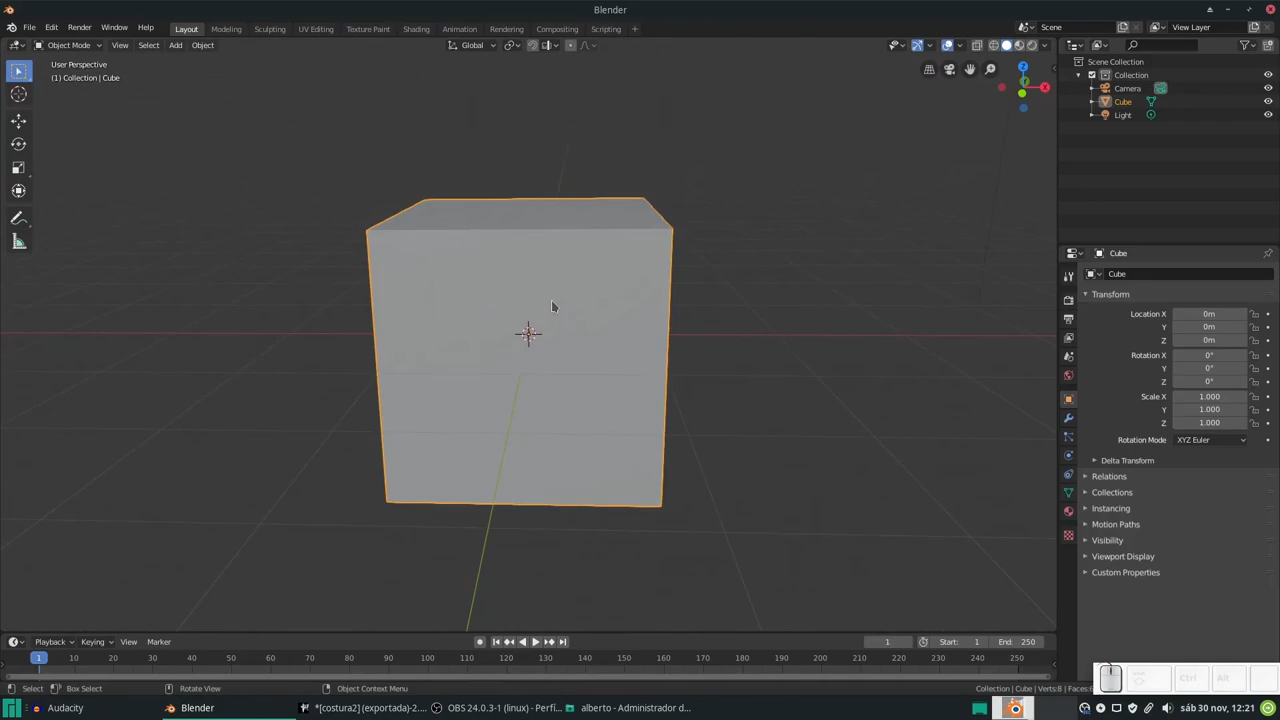 Blender
File Edit Render Window Help
Layout Modeling Sculpting UV Editing Texture Paint Shading Animation Rendering Compositing Scripting +
Scene
View Layer
Object Mode View Select Add Object
Global
User Perspective
(1) Collection | Cube
Z
Y
X
Scene Collection
Collection
Camera
Cube
Light
Cube
Cube
Transform
Location X 0m
Y 0m
Z 0m
Rotation X 0°
Y 0°
Z 0°
Scale X 1.000
Y 1.000
Z 1.000
Rotation Mode XYZ Euler
Delta Transform
Relations
Collections
Instancing
Motion Paths
Visibility
Viewport Display
Custom Properties
Playback Keying View Marker
1 Start: 1 End: 250
1 10 20 30 40 50 60 70 80 90 100 110 120 130 140 150 160 170 180 190 200 210 220 230 240 250
Select Box Select Rotate View Object Context Menu
Collection | Cube | Verts:8 | Faces:
Ctrl Alt
Audacity Blender *[costura2] (exportada)-2.... OBS 24.0.3-1 (linux) - Perfi... alberto - Administrador d...
sáb 30 nov, 12:21